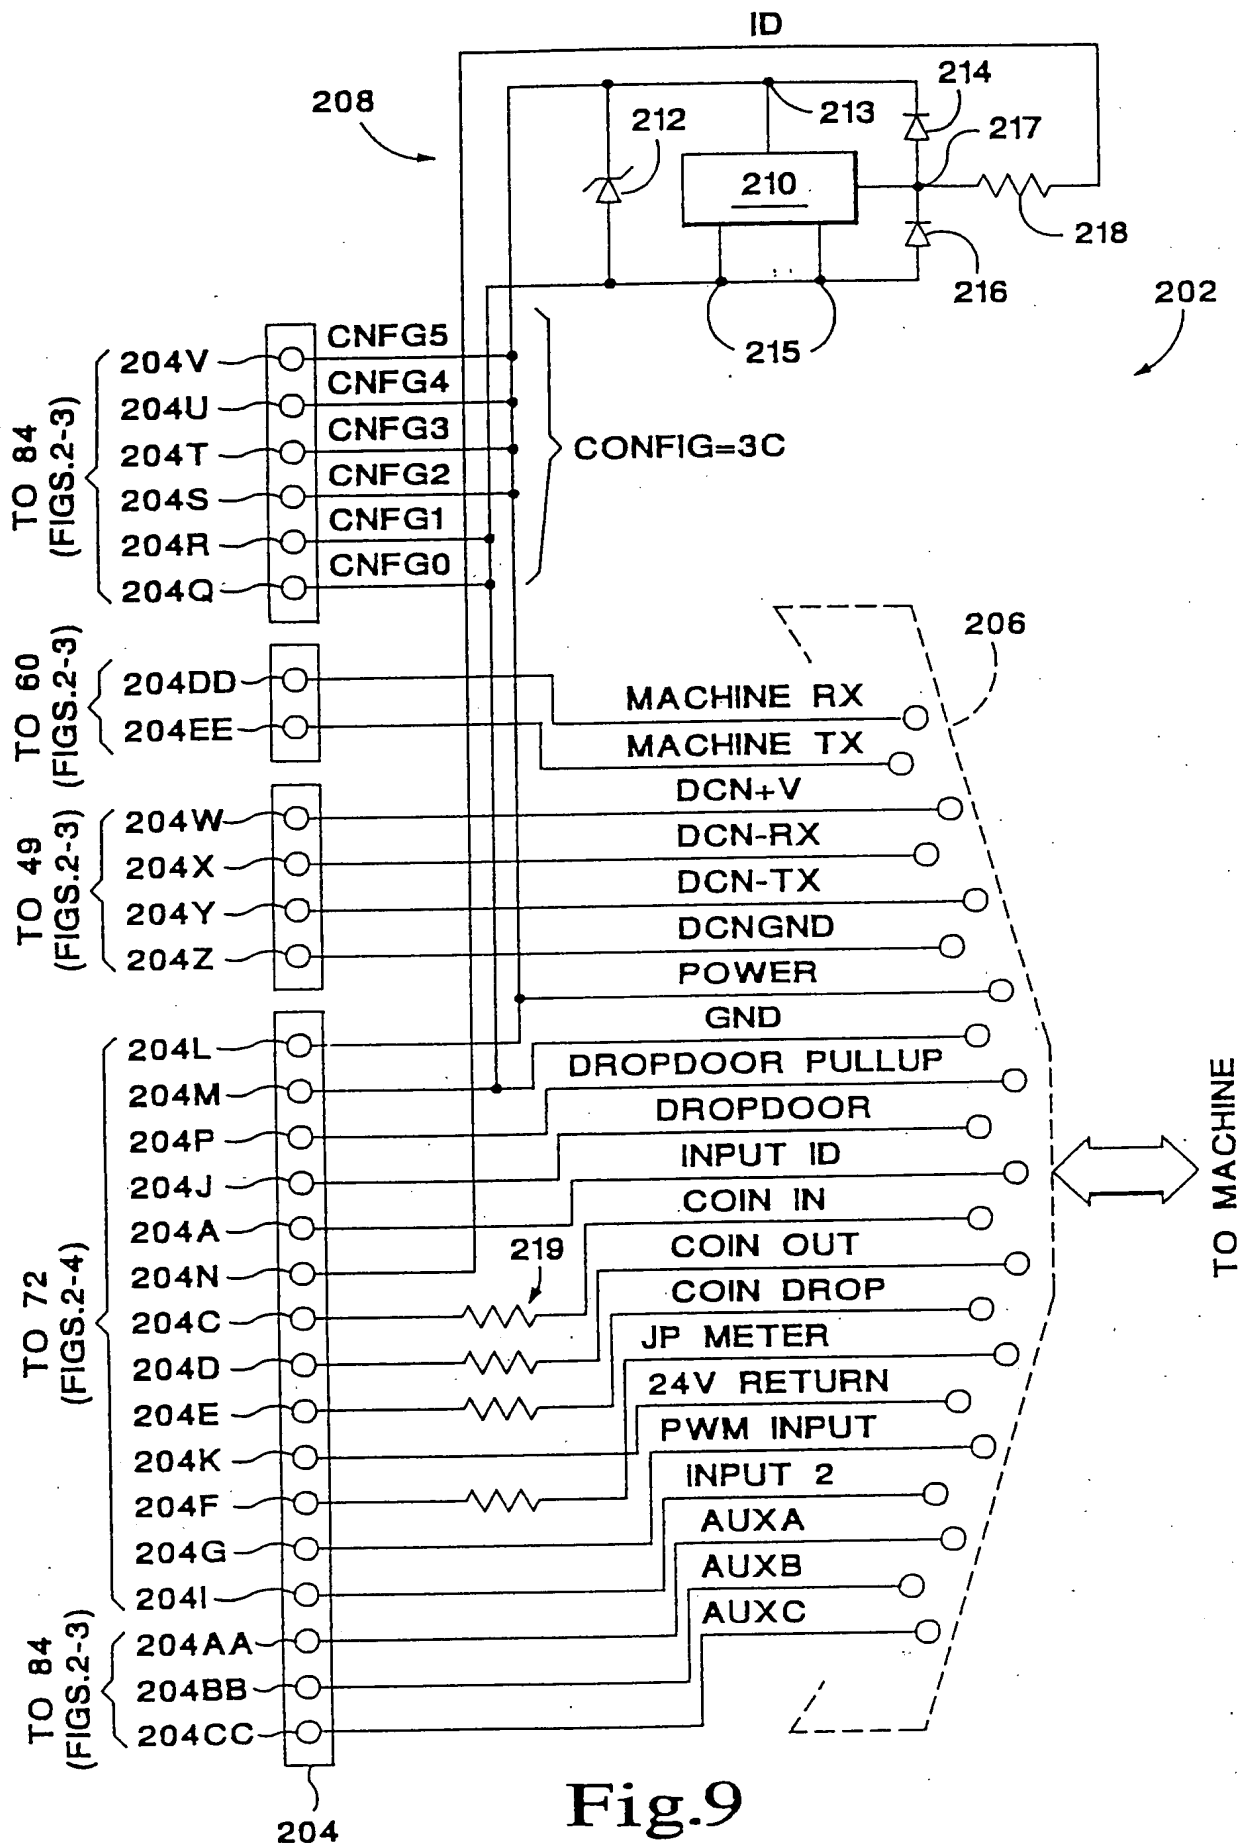 ID
208
212
213
214
217
210
218
216
215
202
CNFG5
204V
CNFG4
204U
CNFG3
204T
CNFG2
204S
CNFG1
204R
CNFG0
204Q
TO 84
(FIGS.2-3)
CONFIG=3C
206
204DD
204EE
TO 60
(FIGS.2-3)
MACHINE RX
MACHINE TX
204W
204X
204Y
204Z
TO 49
(FIGS.2-3)
DCN+V
DCN-RX
DCN-TX
DCNGND
POWER
GND
DROPDOOR PULLUP
DROPDOOR
INPUT ID
COIN IN
COIN OUT
COIN DROP
JP METER
24V RETURN
PWM INPUT
INPUT 2
AUXA
AUXB
AUXC
204L
204M
204P
204J
204A
204N
219
204C
204D
204E
204K
204F
204G
204I
TO 72
(FIGS.2-4)
204AA
204BB
204CC
TO 84
(FIGS.2-3)
TO MACHINE
204
Fig.9